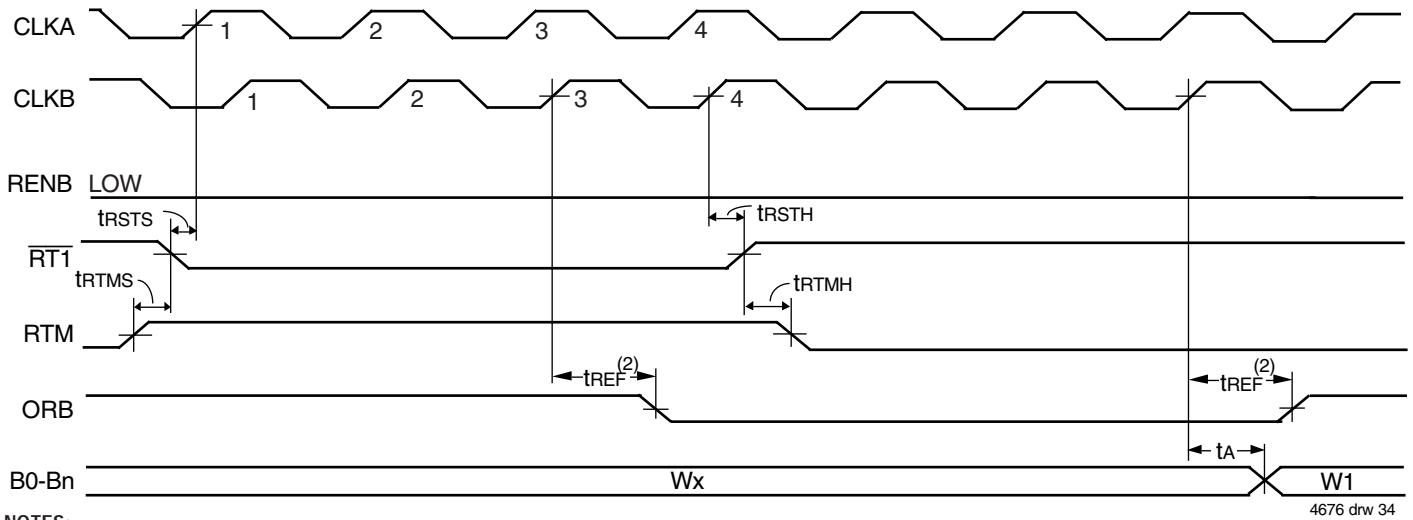 CLKA 1 2 3 4
CLKB 1 2 3 4
RENB LOW
tRSTS tRSTH
RT1
tRTMS tRTMH
RTM
tREF(2) tREF(2)
ORB
tA
B0-Bn Wx W1
4676 drw 34
NOTES: